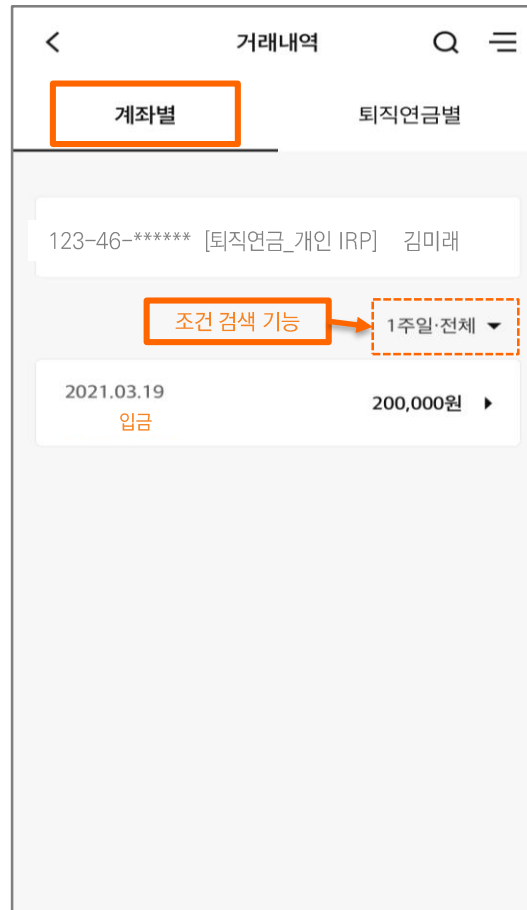 거래내역
계좌별 퇴직연금별
123-46-****** [퇴직연금_개인 IRP] 김미래
조건 검색 기능 1주일·전체
2021.03.19
200,000원
입금